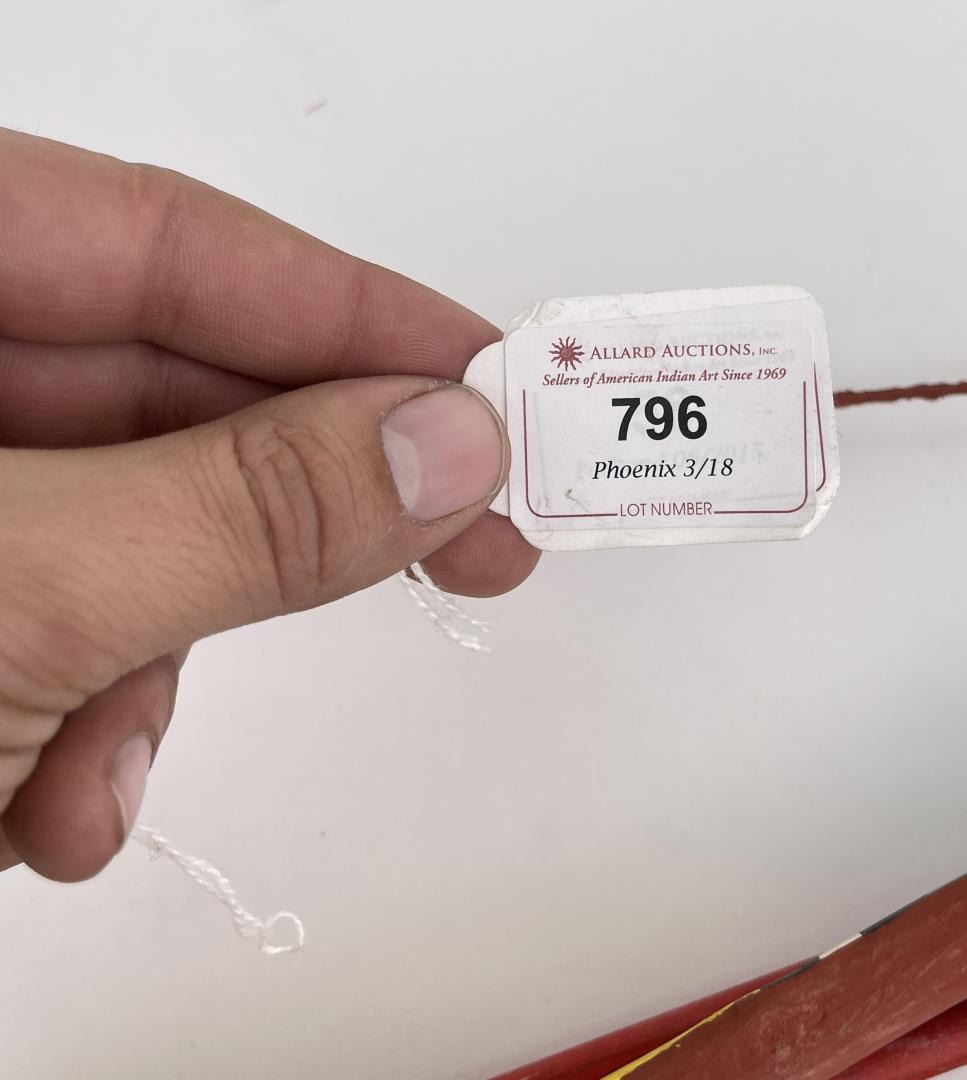 ALLARD AUCTIONS, INC.
Sellers of American Indian Art Since 1969
796
Phoenix 3/18
LOT NUMBER